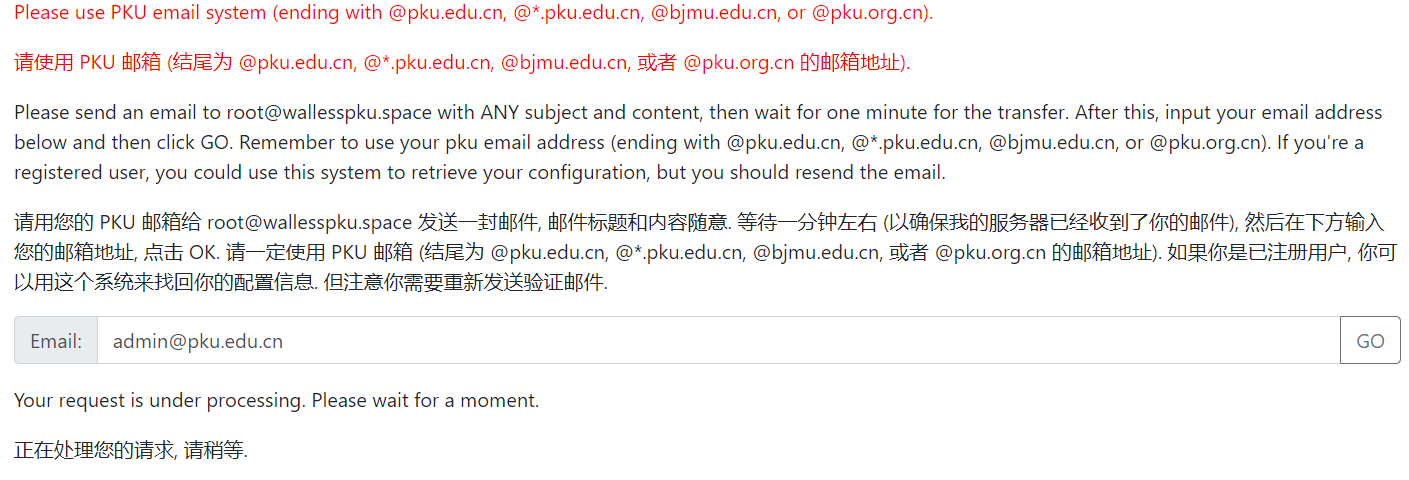 Please use PKU email system (ending with @pku.edu.cn, @*.pku.edu.cn, @bjmu.edu.cn, or @pku.org.cn).
请使用 PKU 邮箱 (结尾为 @pku.edu.cn, @*.pku.edu.cn, @bjmu.edu.cn, 或者 @pku.org.cn 的邮箱地址).
Please send an email to root@wallesspku.space with ANY subject and content, then wait for one minute for the transfer. After this, input your email address
below and then click GO. Remember to use your pku email address (ending with @pku.edu.cn, @*.pku.edu.cn, @bjmu.edu.cn, or @pku.org.cn). If you're a
registered user, you could use this system to retrieve your configuration, but you should resend the email.
请用您的 PKU 邮箱给 root@wallesspku.space 发送一封邮件, 邮件标题和内容随意. 等待一分钟左右 (以确保我的服务器已经收到了你的邮件), 然后在下方输入
您的邮箱地址, 点击 OK. 请一定使用 PKU 邮箱 (结尾为 @pku.edu.cn, @*.pku.edu.cn, @bjmu.edu.cn, 或者 @pku.org.cn 的邮箱地址). 如果你是已注册用户, 你可
以用这个系统来找回你的配置信息. 但注意你需要重新发送验证邮件.
Email: admin@pku.edu.cn GO
Your request is under processing. Please wait for a moment.
正在处理您的请求, 请稍等.